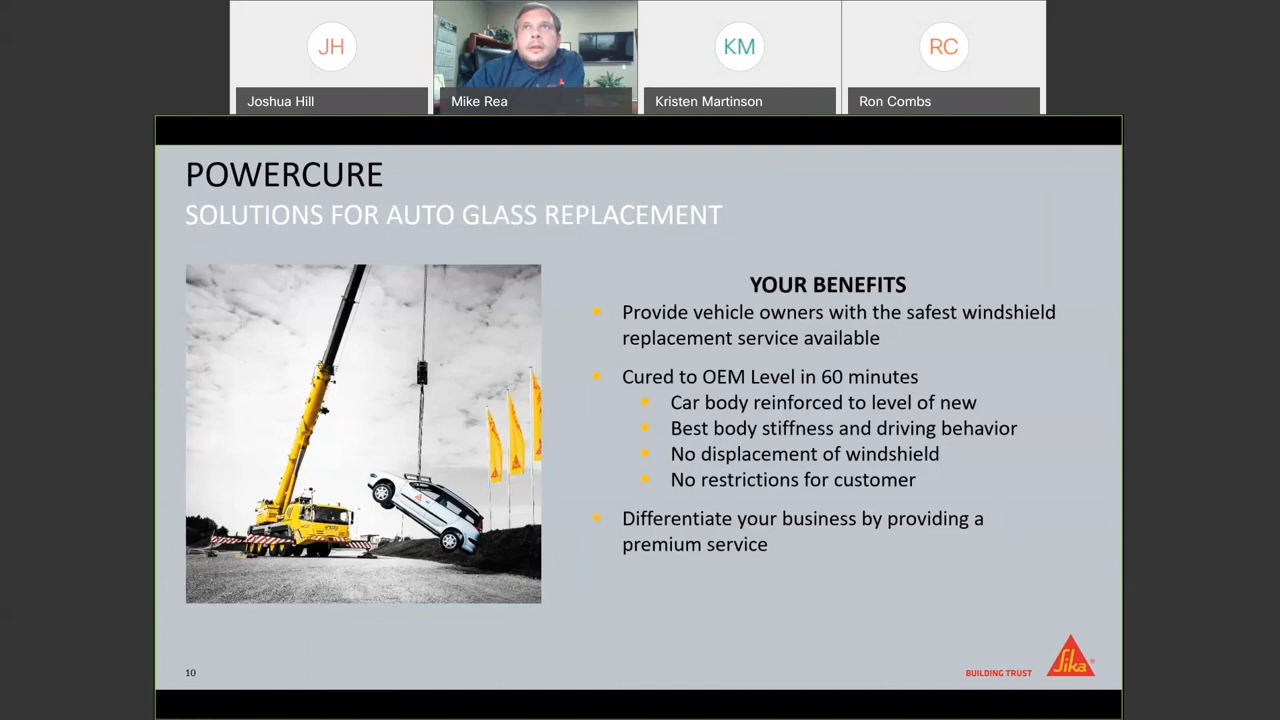 JH
KM
RC
Joshua Hill
Mike Rea
Kristen Martinson
Ron Combs
POWERCURE
SOLUTIONS FOR AUTO GLASS REPLACEMENT
YOUR BENEFITS
Provide vehicle owners with the safest windshield
replacement service available
Cured to OEM Level in 60 minutes
Car body reinforced to level of new
Best body stiffness and driving behavior
No displacement of windshield
No restrictions for customer
Differentiate your business by providing a
premium service
10
BUILDING TRUST
Sika®